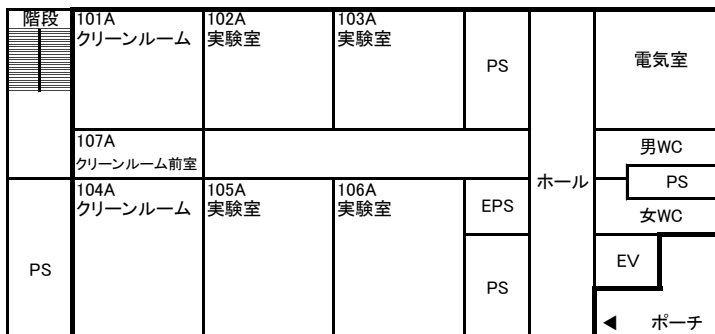 階段
101A
クリーンルーム
102A
実験室
103A
実験室
PS
電気室
107A
クリーンルーム前室
ホール
男WC
PS
女WC
104A
クリーンルーム
105A
実験室
106A
実験室
EPS
PS
PS
EV
◀ ポーチ